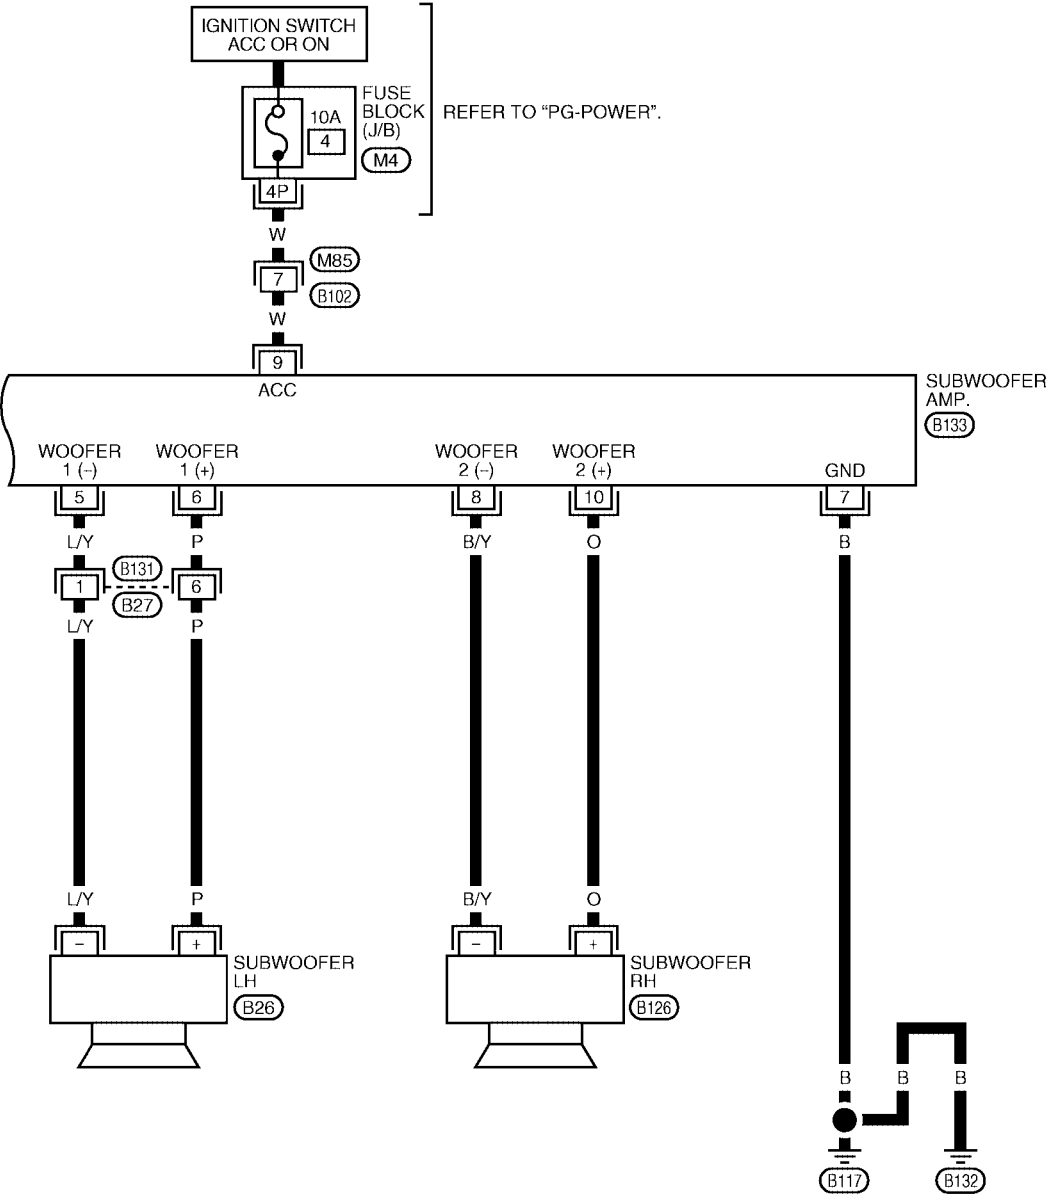 IGNITION SWITCH
ACC OR ON
FUSE
BLOCK
(J/B)
M4
10A
4
REFER TO “PG-POWER”.
4P
W
M85
7
B102
W
9
ACC
SUBWOOFER
AMP.
B133
WOOFER
1 (–)
WOOFER
1 (+)
WOOFER
2 (–)
WOOFER
2 (+)
GND
5
6
8
10
7
L/Y
P
B/Y
O
B
B131
1
6
B27
L/Y
P
L/Y
P
B/Y
O
–
+
–
+
SUBWOOFER
LH
B26
SUBWOOFER
RH
B126
B
B
B
B117
B132